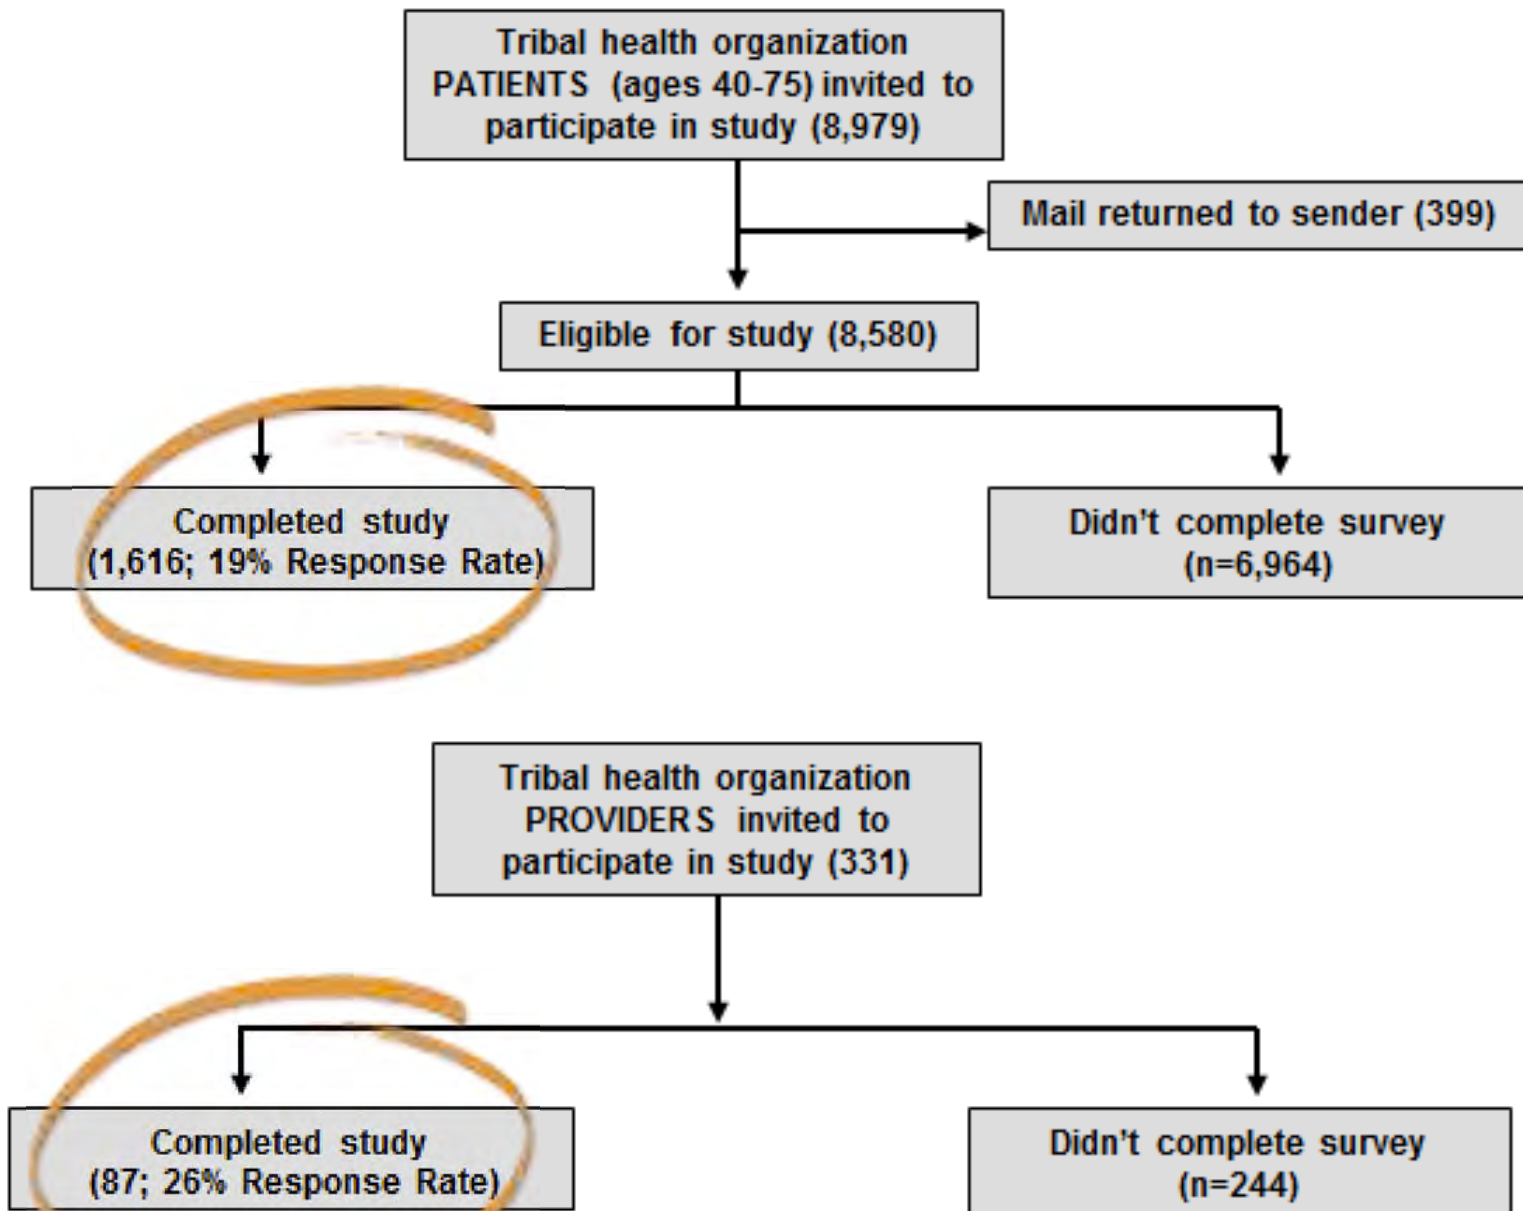 Tribal health organization
PATIENTS (ages 40-75) invited to
participate in study (8,979)
Mail returned to sender (399)
Eligible for study (8,580)
Completed study
(1,616; 19% Response Rate)
Didn't complete survey
(n=6,964)
Tribal health organization
PROVIDERS invited to
participate in study (331)
Completed study
(87; 26% Response Rate)
Didn't complete survey
(n=244)